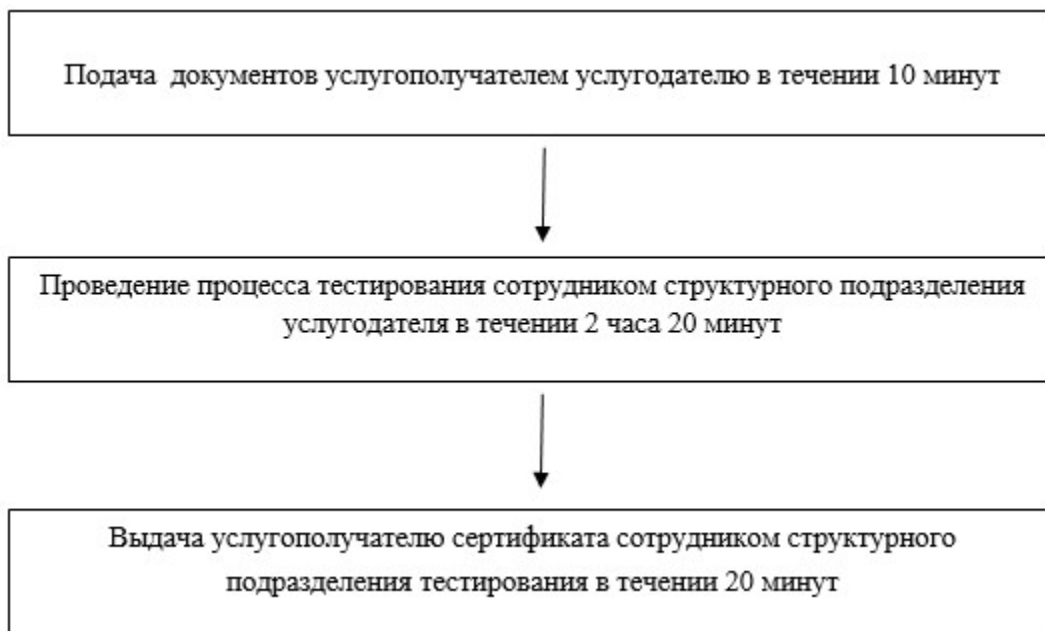 Подача  документов услугополучателем услугодателю в течении 10 минут
Проведение процесса тестирования сотрудником структурного подразделения
услугодателя в течении 2 часа 20 минут
Выдача услугополучателю сертификата сотрудником структурного
подразделения тестирования в течении 20 минут